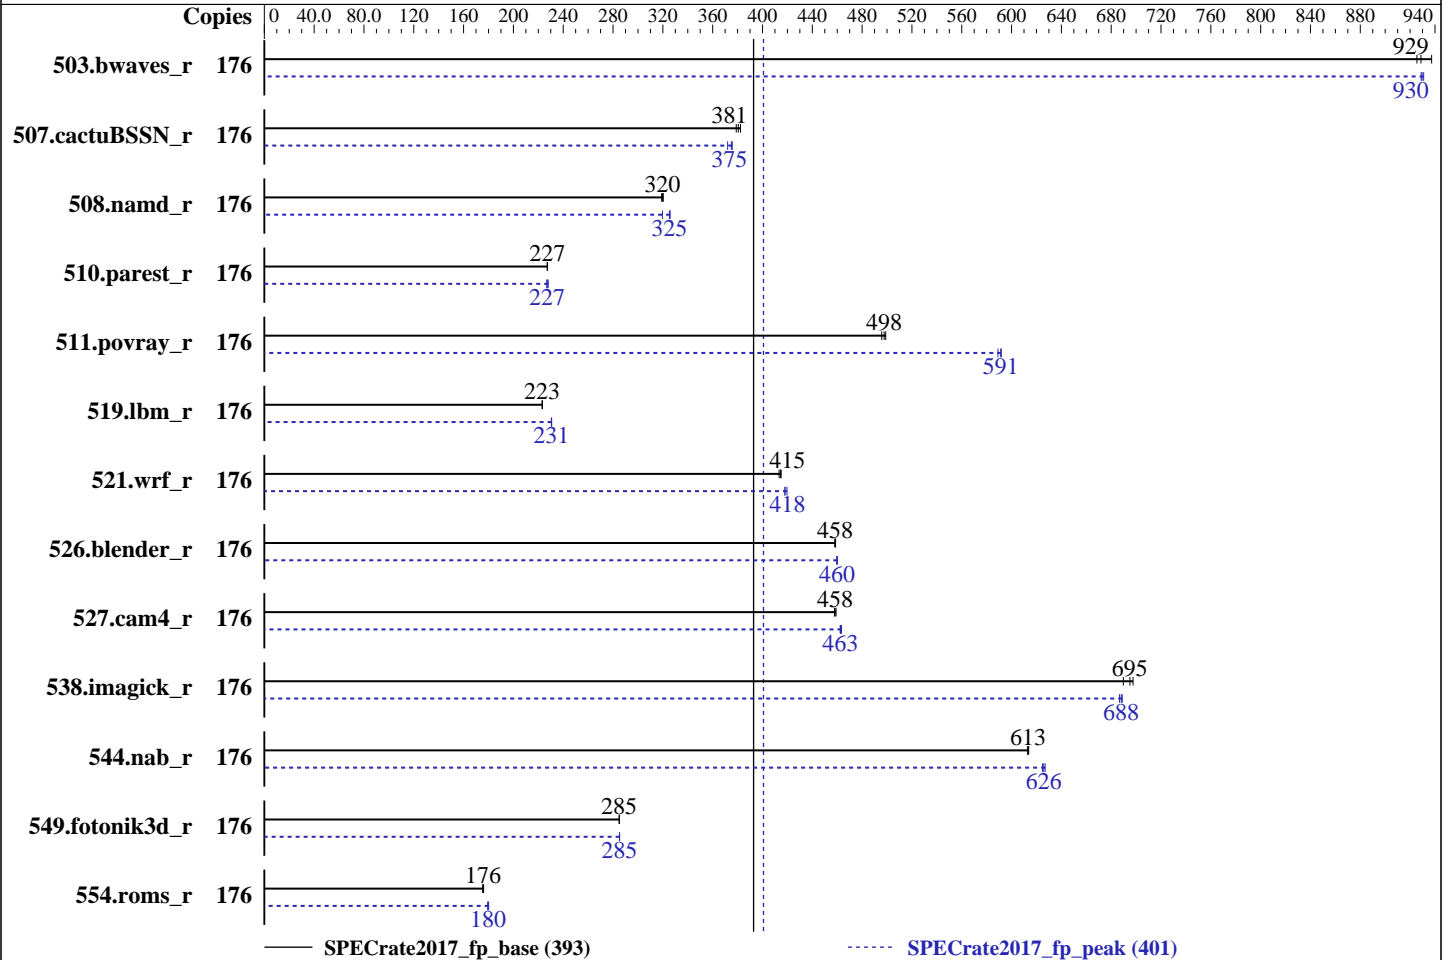 Copies 0 40.0 80.0 120 160 200 240 280 320 360 400 440 480 520 560 600 640 680 720 760 800 840 880 940
503.bwaves_r 176 929
930
507.cactuBSSN_r 176 381
375
508.namd_r 176 320
325
510.parest_r 176 227
227
511.povray_r 176 498
591
519.lbm_r 176 223
231
521.wrf_r 176 415
418
526.blender_r 176 458
460
527.cam4_r 176 458
463
538.imagick_r 176 695
688
544.nab_r 176 613
626
549.fotonik3d_r 176 285
285
554.roms_r 176 176
180
SPECrate2017_fp_base (393) SPECrate2017_fp_peak (401)